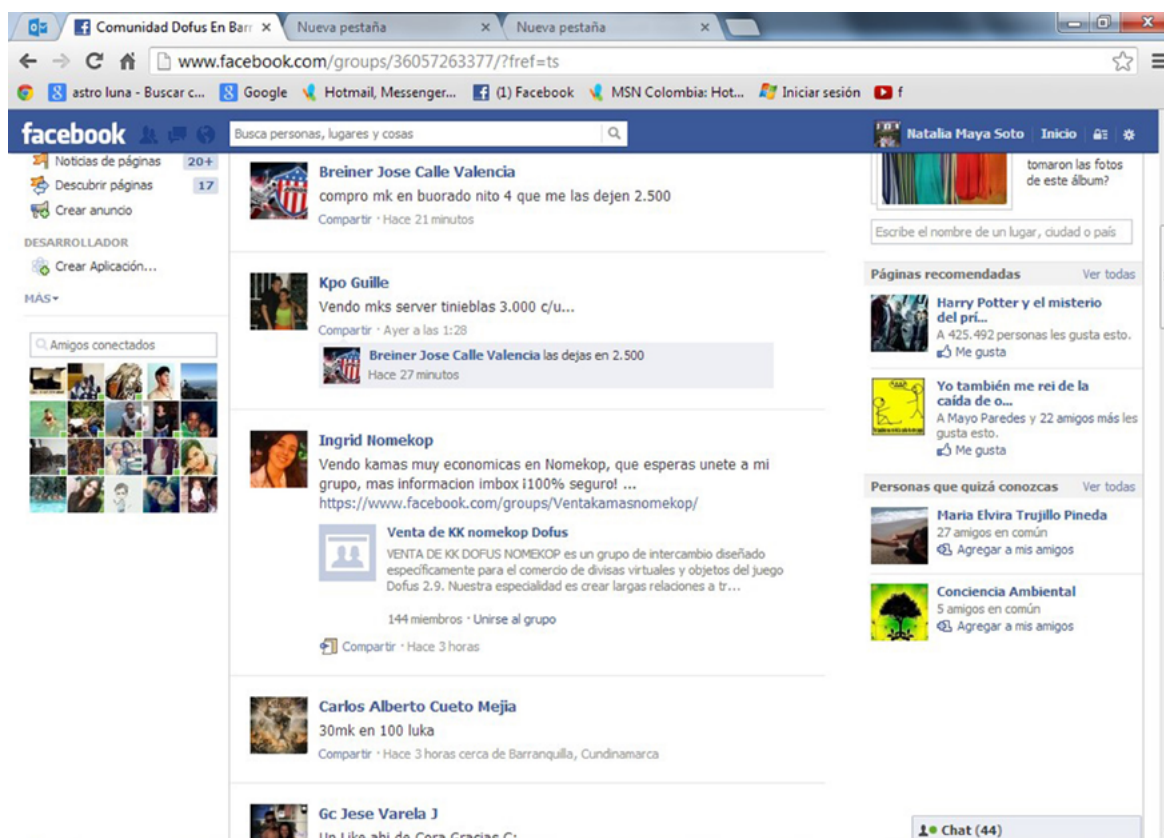 Comunidad Dofus En Barr
Nueva pestaña
Nueva pestaña
www.facebook.com/groups/36057263377/?fref=ts
astro luna - Buscar c...
Google
Hotmail, Messenger...
(1) Facebook
MSN Colombia: Hot...
Iniciar sesión
f
facebook
Busca personas, lugares y cosas
Natalia Maya Soto
Inicio
Noticias de páginas 20+
Descubrir páginas 17
Crear anuncio
DESARROLLADOR
Crear Aplicación...
MÁS
Amigos conectados
Breiner Jose Calle Valencia
compro mk en buorado nito 4 que me las dejen 2.500
Compartir · Hace 21 minutos
Kpo Guille
Vendo mks server tinieblas 3.000 c/u...
Compartir · Ayer a las 1:28
Breiner Jose Calle Valencia las dejas en 2.500
Hace 27 minutos
Ingrid Nomekop
Vendo kamas muy economicas en Nomekop, que esperas unete a mi
grupo, mas informacion imbox ¡100% seguro! ...
https://www.facebook.com/groups/Ventakamasnomekop/
Venta de KK nomekop Dofus
VENTA DE KK DOFUS NOMEKOP es un grupo de intercambio diseñado
específicamente para el comercio de divisas virtuales y objetos del juego
Dofus 2.9. Nuestra especialidad es crear largas relaciones a tr...
144 miembros · Unirse al grupo
Compartir · Hace 3 horas
Carlos Alberto Cueto Mejia
30mk en 100 luka
Compartir · Hace 3 horas cerca de Barranquilla, Cundinamarca
Gc Jese Varela J
Un Like ahi de Cora Gracias C:
tomaron las fotos
de este álbum?
Escribe el nombre de un lugar, ciudad o país
Páginas recomendadas Ver todas
Harry Potter y el misterio
del prí...
A 425.492 personas les gusta esto.
Me gusta
Yo también me rei de la
caída de o...
A Mayo Paredes y 22 amigos más les
gusta esto.
Me gusta
Personas que quizá conozcas Ver todas
Maria Elvira Trujillo Pineda
27 amigos en común
Agregar a mis amigos
Conciencia Ambiental
5 amigos en común
Agregar a mis amigos
Chat (44)